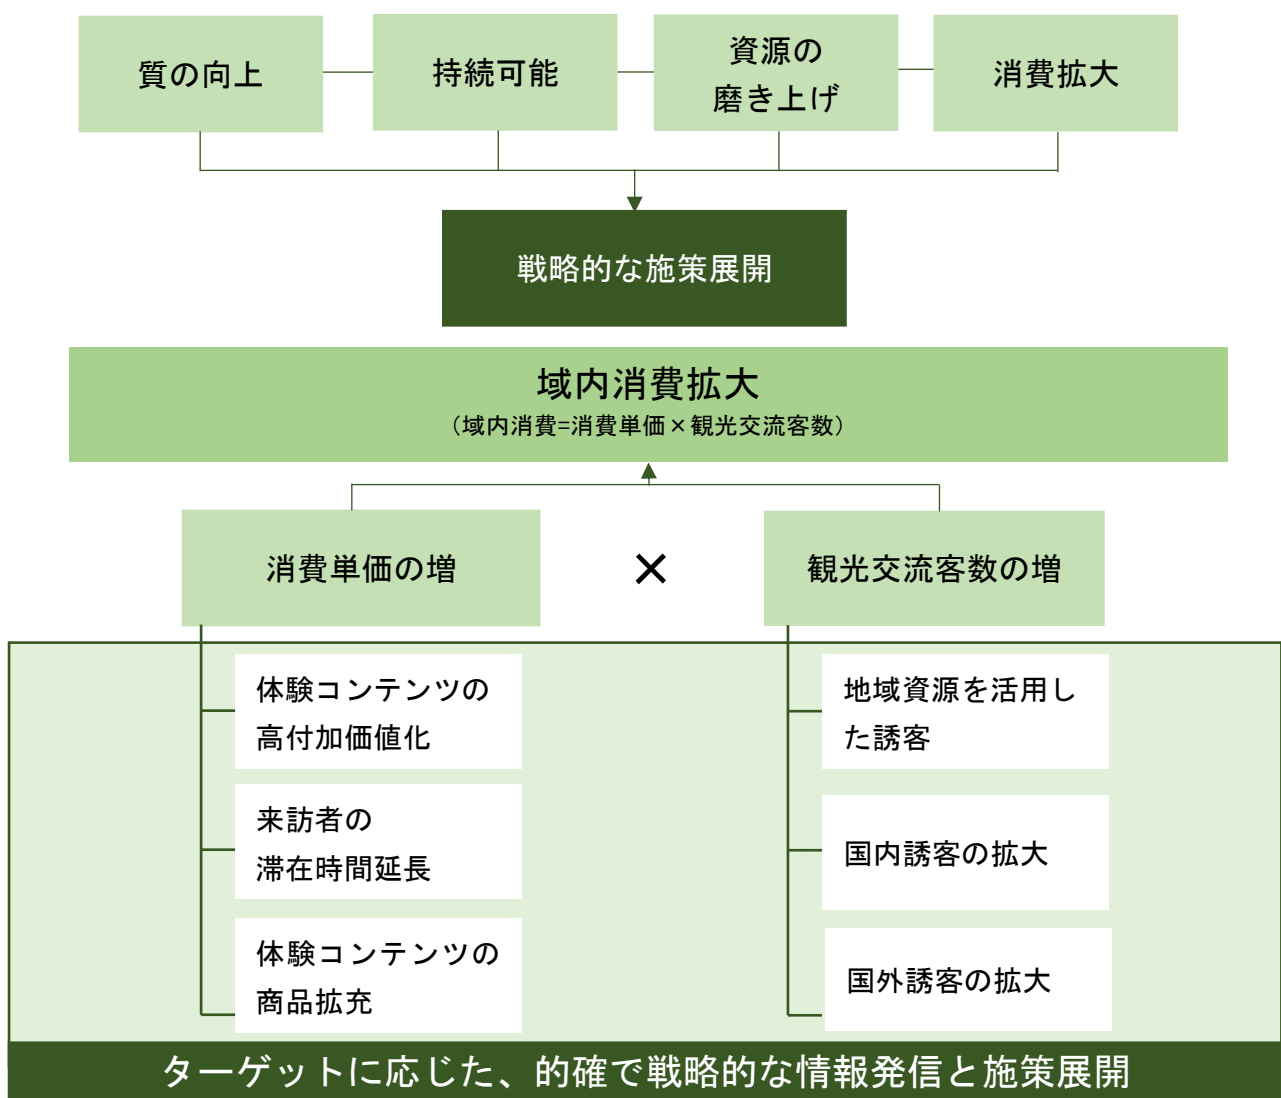 質の向上
持続可能
資源の
磨き上げ
消費拡大
戦略的な施策展開
域内消費拡大
（域内消費=消費単価×観光交流客数）
消費単価の増
×
観光交流客数の増
体験コンテンツの
高付加価値化
来訪者の
滞在時間延長
体験コンテンツの
商品拡充
地域資源を活用し
た誘客
国内誘客の拡大
国外誘客の拡大
ターゲットに応じた、的確で戦略的な情報発信と施策展開